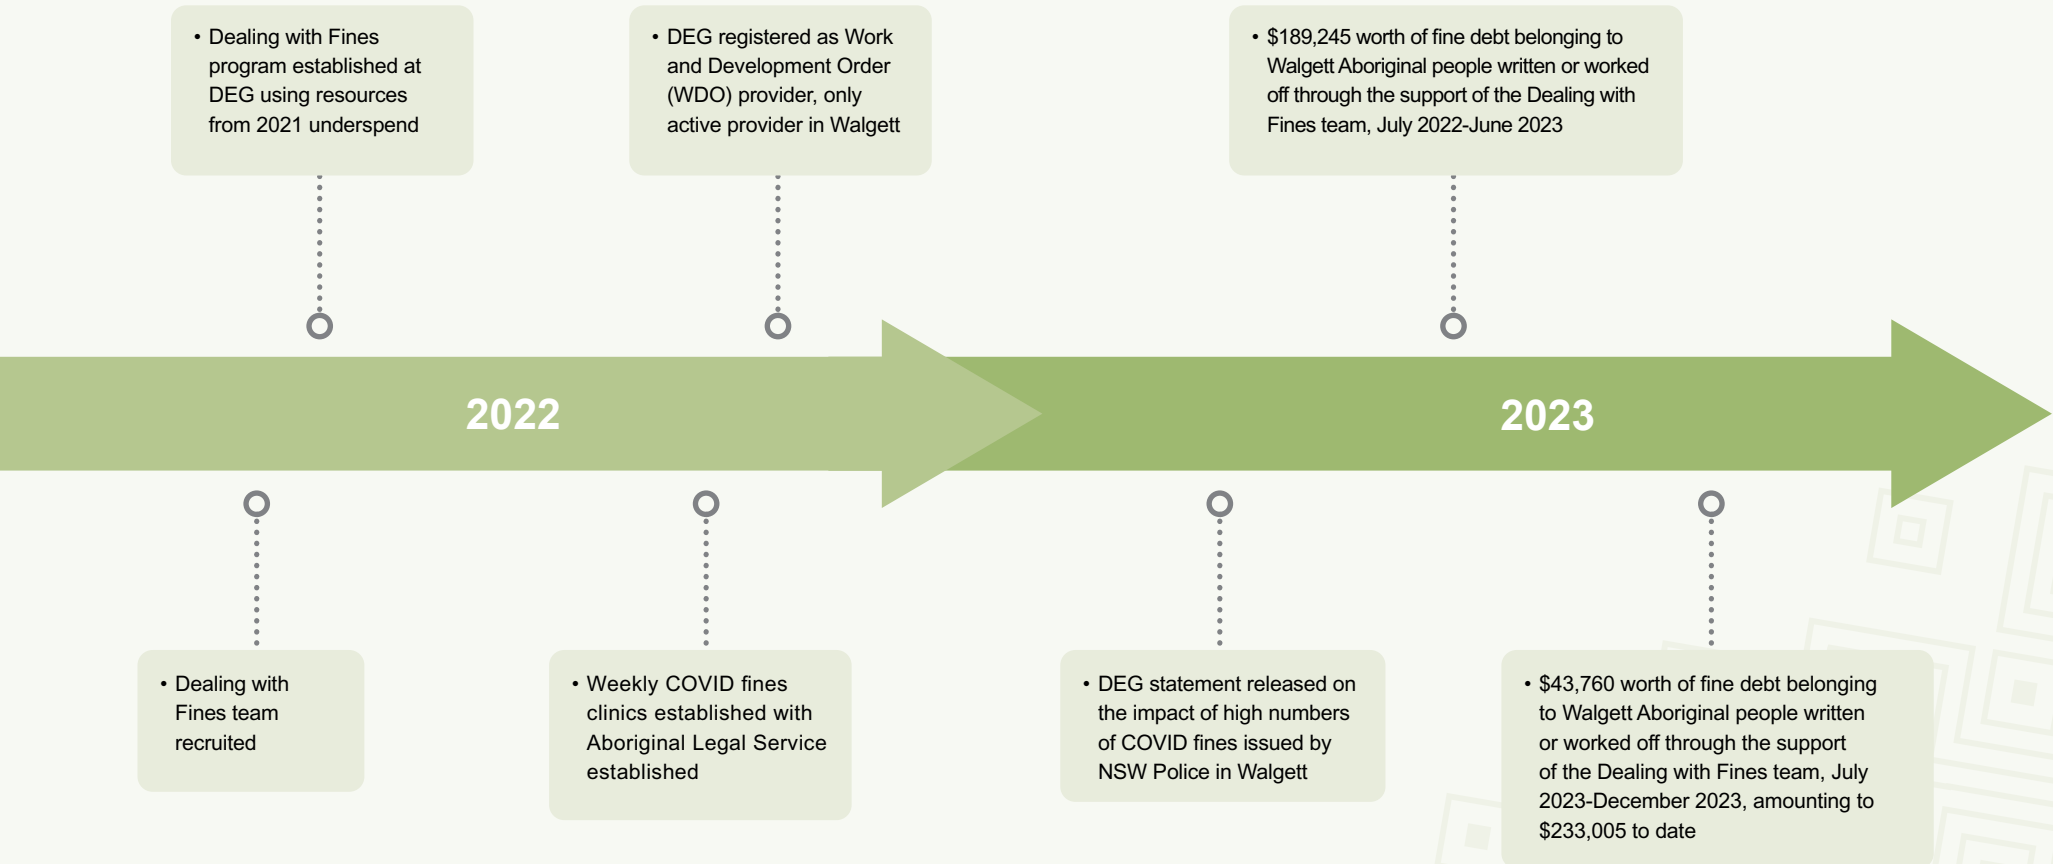 • Dealing with Fines
program established at
DEG using resources
from 2021 underspend
• DEG registered as Work
and Development Order
(WDO) provider, only
active provider in Walgett
• $189,245 worth of fine debt belonging to
Walgett Aboriginal people written or worked
off through the support of the Dealing with
Fines team, July 2022-June 2023
2022
2023
• Dealing with
Fines team
recruited
• Weekly COVID fines
clinics established with
Aboriginal Legal Service
established
• DEG statement released on
the impact of high numbers
of COVID fines issued by
NSW Police in Walgett
• $43,760 worth of fine debt belonging
to Walgett Aboriginal people written
or worked off through the support
of the Dealing with Fines team, July
2023-December 2023, amounting to
$233,005 to date